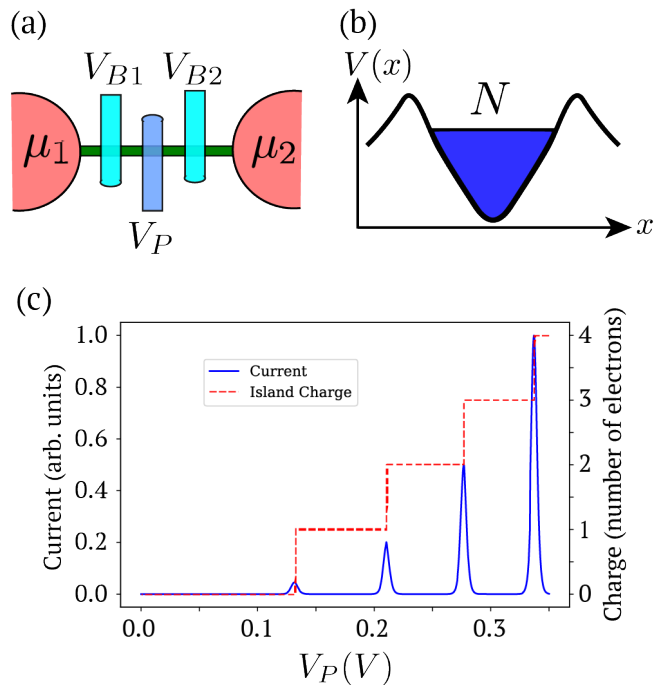 (a)
V_{B1} V_{B2}
μ_1 μ_2
V_P
(b)
V(x)
N
x
(c)
Current (arb. units)
1.0
0.8
0.6
0.4
0.2
0.0
Current
Island Charge
4
3
2
1
0
Charge (number of electrons)
0.0 0.1 0.2 0.3
V_P(V)